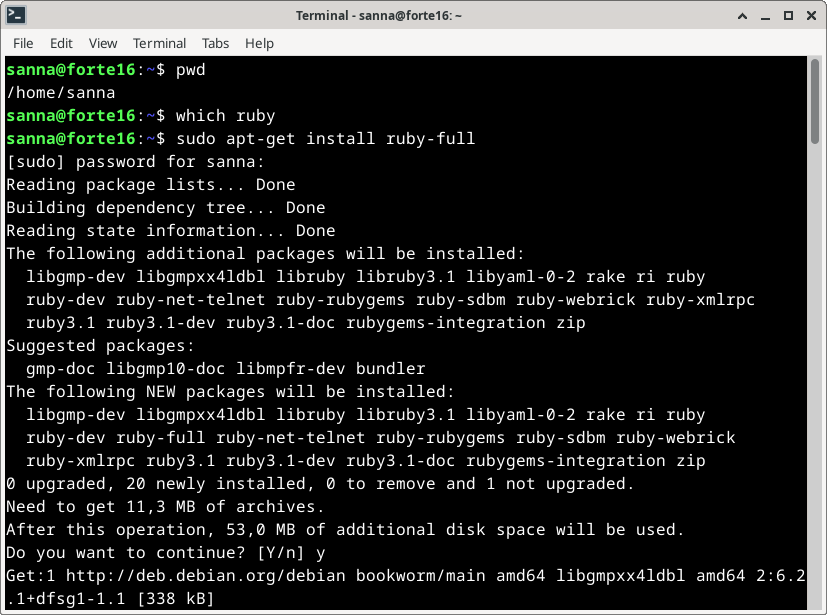 Terminal - sanna@forte16: ~
File Edit View Terminal Tabs Help
sanna@forte16:~$ pwd
/home/sanna
sanna@forte16:~$ which ruby
sanna@forte16:~$ sudo apt-get install ruby-full
[sudo] password for sanna:
Reading package lists... Done
Building dependency tree... Done
Reading state information... Done
The following additional packages will be installed:
  libgmp-dev libgmpxx4ldbl libruby libruby3.1 libyaml-0-2 rake ri ruby
  ruby-dev ruby-net-telnet ruby-rubygems ruby-sdbm ruby-webrick ruby-xmlrpc
  ruby3.1 ruby3.1-dev ruby3.1-doc rubygems-integration zip
Suggested packages:
  gmp-doc libgmp10-doc libmpfr-dev bundler
The following NEW packages will be installed:
  libgmp-dev libgmpxx4ldbl libruby libruby3.1 libyaml-0-2 rake ri ruby
  ruby-dev ruby-full ruby-net-telnet ruby-rubygems ruby-sdbm ruby-webrick
  ruby-xmlrpc ruby3.1 ruby3.1-dev ruby3.1-doc rubygems-integration zip
0 upgraded, 20 newly installed, 0 to remove and 1 not upgraded.
Need to get 11,3 MB of archives.
After this operation, 53,0 MB of additional disk space will be used.
Do you want to continue? [Y/n] y
Get:1 http://deb.debian.org/debian bookworm/main amd64 libgmpxx4ldbl amd64 2:6.2
.1+dfsg1-1.1 [338 kB]